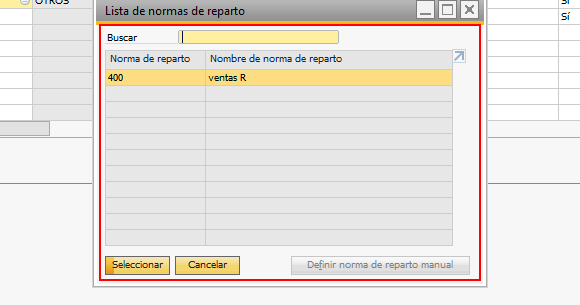 OTROS
Sí
Sí
Lista de normas de reparto
Buscar
Norma de reparto Nombre de norma de reparto
400 ventas R
Seleccionar Cancelar Definir norma de reparto manual